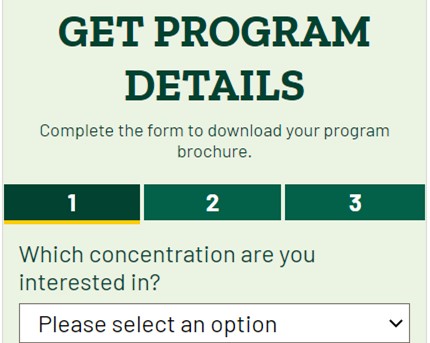 GET PROGRAM
DETAILS
Complete the form to download your program
brochure.
1 2 3
Which concentration are you
interested in?
Please select an option